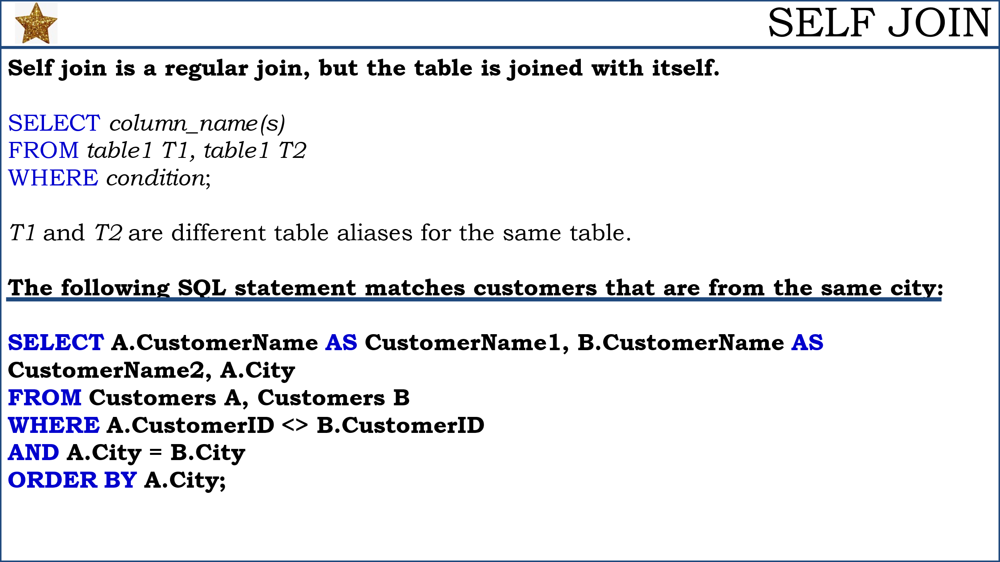 SELF JOIN
Self join is a regular join, but the table is joined with itself.
SELECT column_name(s)
FROM table1 T1, table1 T2
WHERE condition;
T1 and T2 are different table aliases for the same table.
The following SQL statement matches customers that are from the same city:
SELECT A.CustomerName AS CustomerName1, B.CustomerName AS
CustomerName2, A.City
FROM Customers A, Customers B
WHERE A.CustomerID <> B.CustomerID
AND A.City = B.City
ORDER BY A.City;